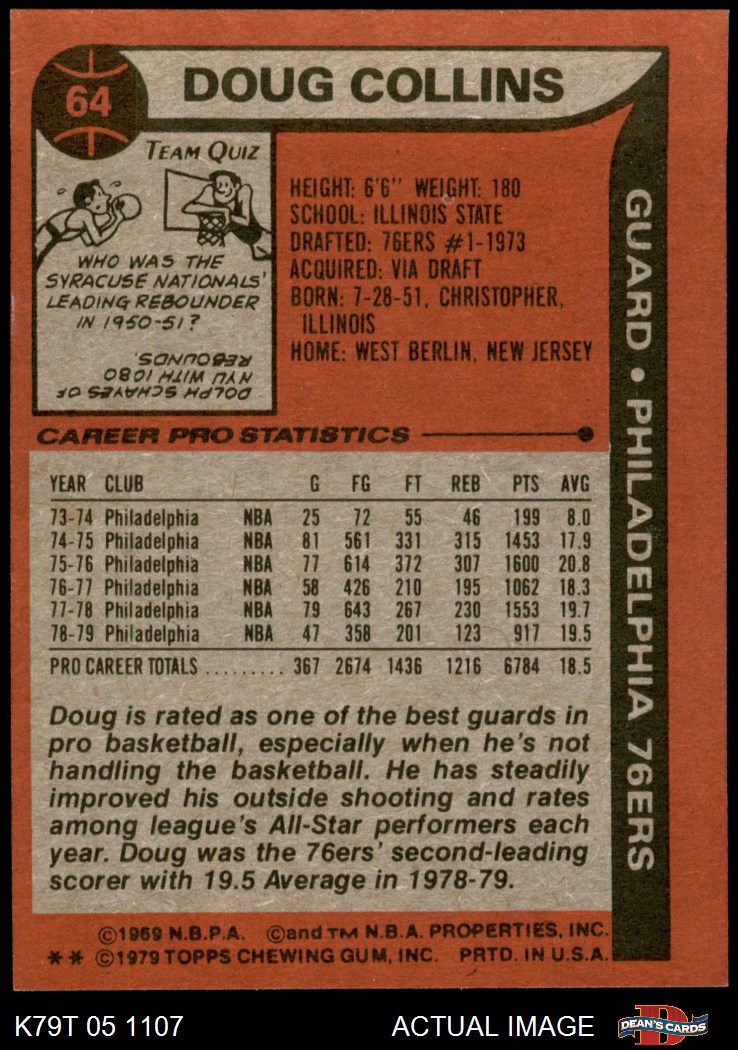 64
DOUG COLLINS
TEAM QUIZ
WHO WAS THE
SYRACUSE NATIONALS'
LEADING REBOUNDER
IN 1950-51?
DOLPH SCHAYES OF
NYU WITH 1080
REBOUNDS.
HEIGHT: 6'6'' WEIGHT: 180
SCHOOL: ILLINOIS STATE
DRAFTED: 76ERS #1-1973
ACQUIRED: VIA DRAFT
BORN: 7-28-51, CHRISTOPHER,
ILLINOIS
HOME: WEST BERLIN, NEW JERSEY
GUARD • PHILADELPHIA 76ERS
CAREER PRO STATISTICS
YEAR CLUB G FG FT REB PTS AVG
73-74 Philadelphia NBA 25 72 55 46 199 8.0
74-75 Philadelphia NBA 81 561 331 315 1453 17.9
75-76 Philadelphia NBA 77 614 372 307 1600 20.8
76-77 Philadelphia NBA 58 426 210 195 1062 18.3
77-78 Philadelphia NBA 79 643 267 230 1553 19.7
78-79 Philadelphia NBA 47 358 201 123 917 19.5
PRO CAREER TOTALS ......... 367 2674 1436 1216 6784 18.5
Doug is rated as one of the best guards in
pro basketball, especially when he's not
handling the basketball. He has steadily
improved his outside shooting and rates
among league's All-Star performers each
year. Doug was the 76ers' second-leading
scorer with 19.5 Average in 1978-79.
©1969 N.B.P.A. ©and TM N.B.A. PROPERTIES, INC.
** ©1979 TOPPS CHEWING GUM, INC. PRTD. IN U.S.A.
K79T 05 1107 ACTUAL IMAGE
D
DEAN'S CARDS